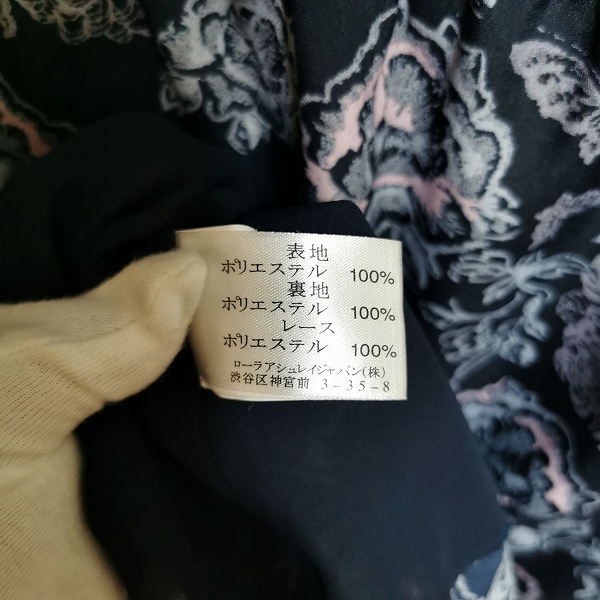 表地
ポリエステル 100%
裏地
ポリエステル 100%
レース
ポリエステル 100%
ローラアシュレイジャパン(株)
渋谷区神宮前 3-35-8